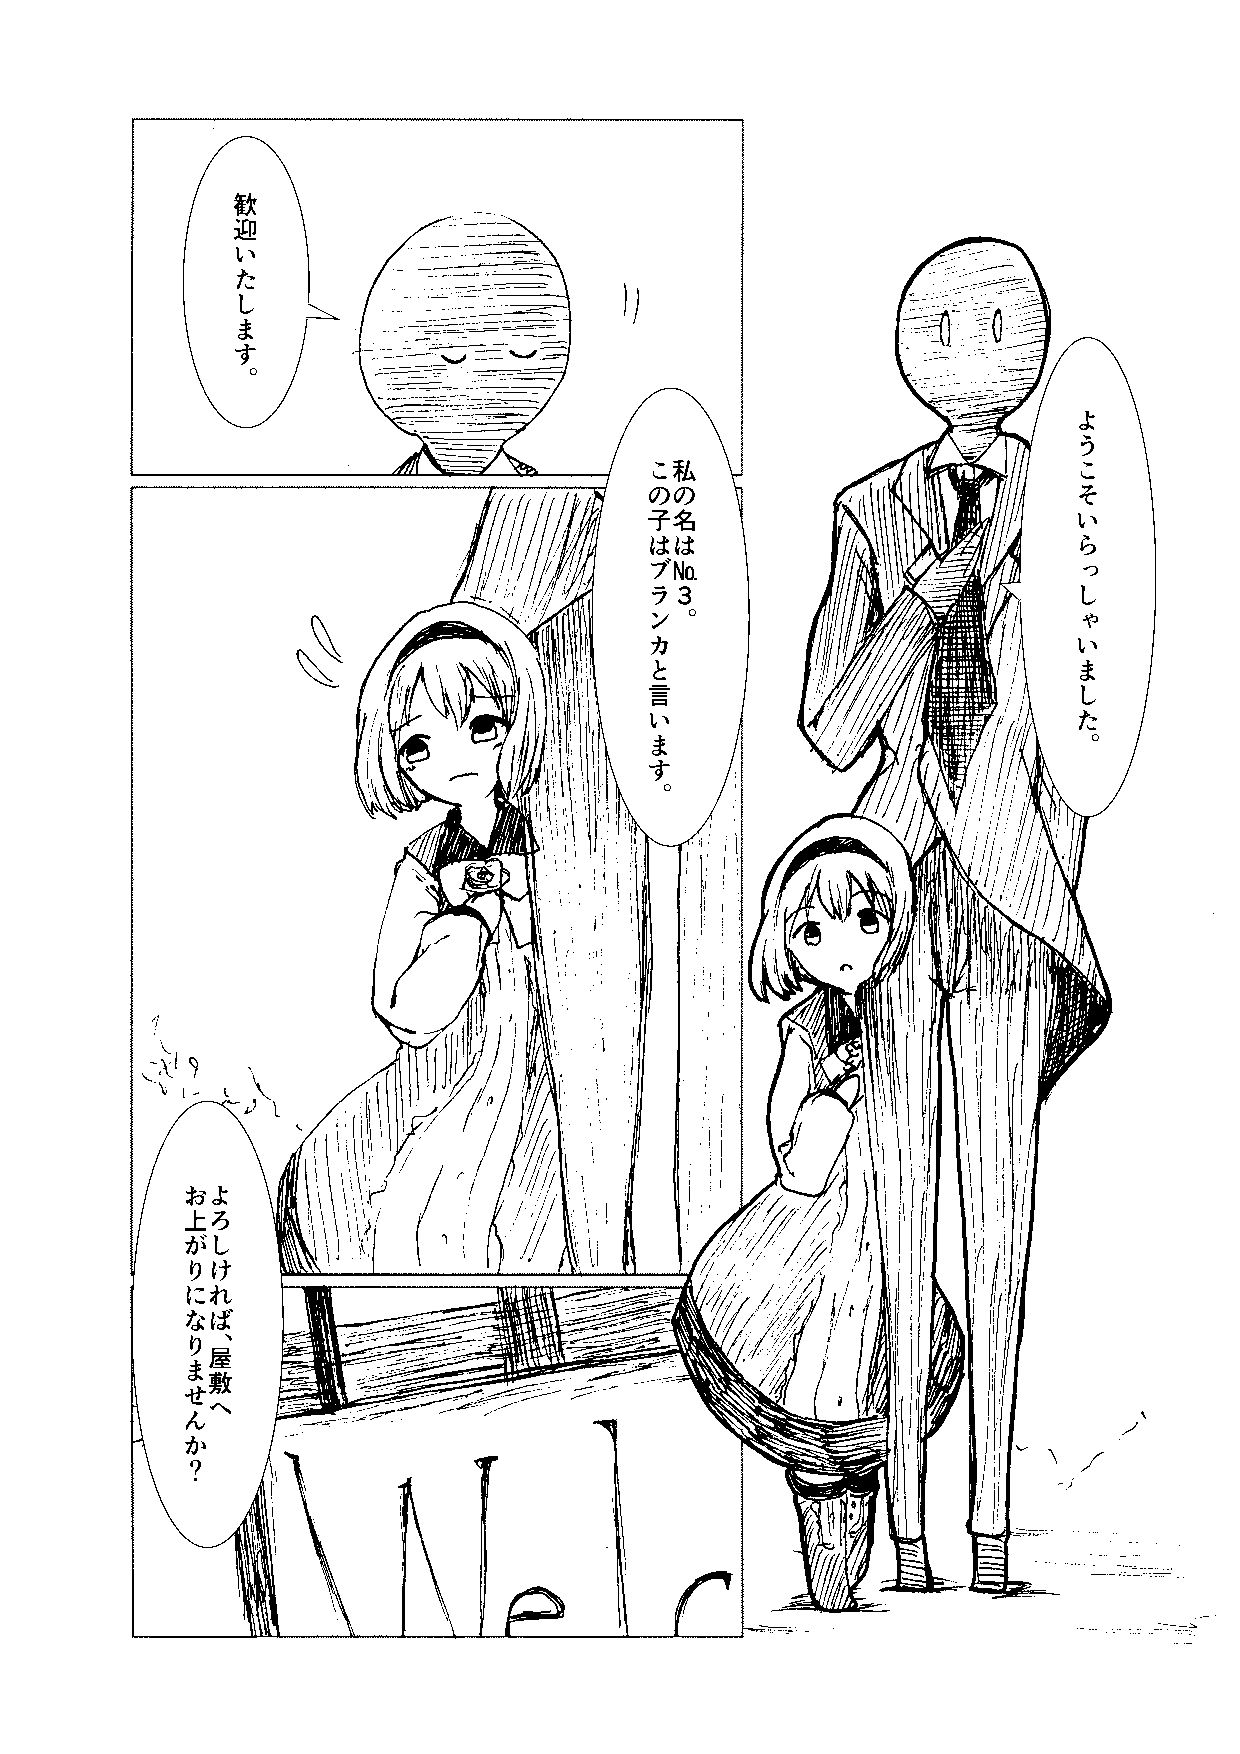 ようこそいらっしゃいました。
歓迎いたします。
私の名は№３。
この子はブランカと言います。
よろしければ、屋敷へ
お上がりになりませんか？
Welc